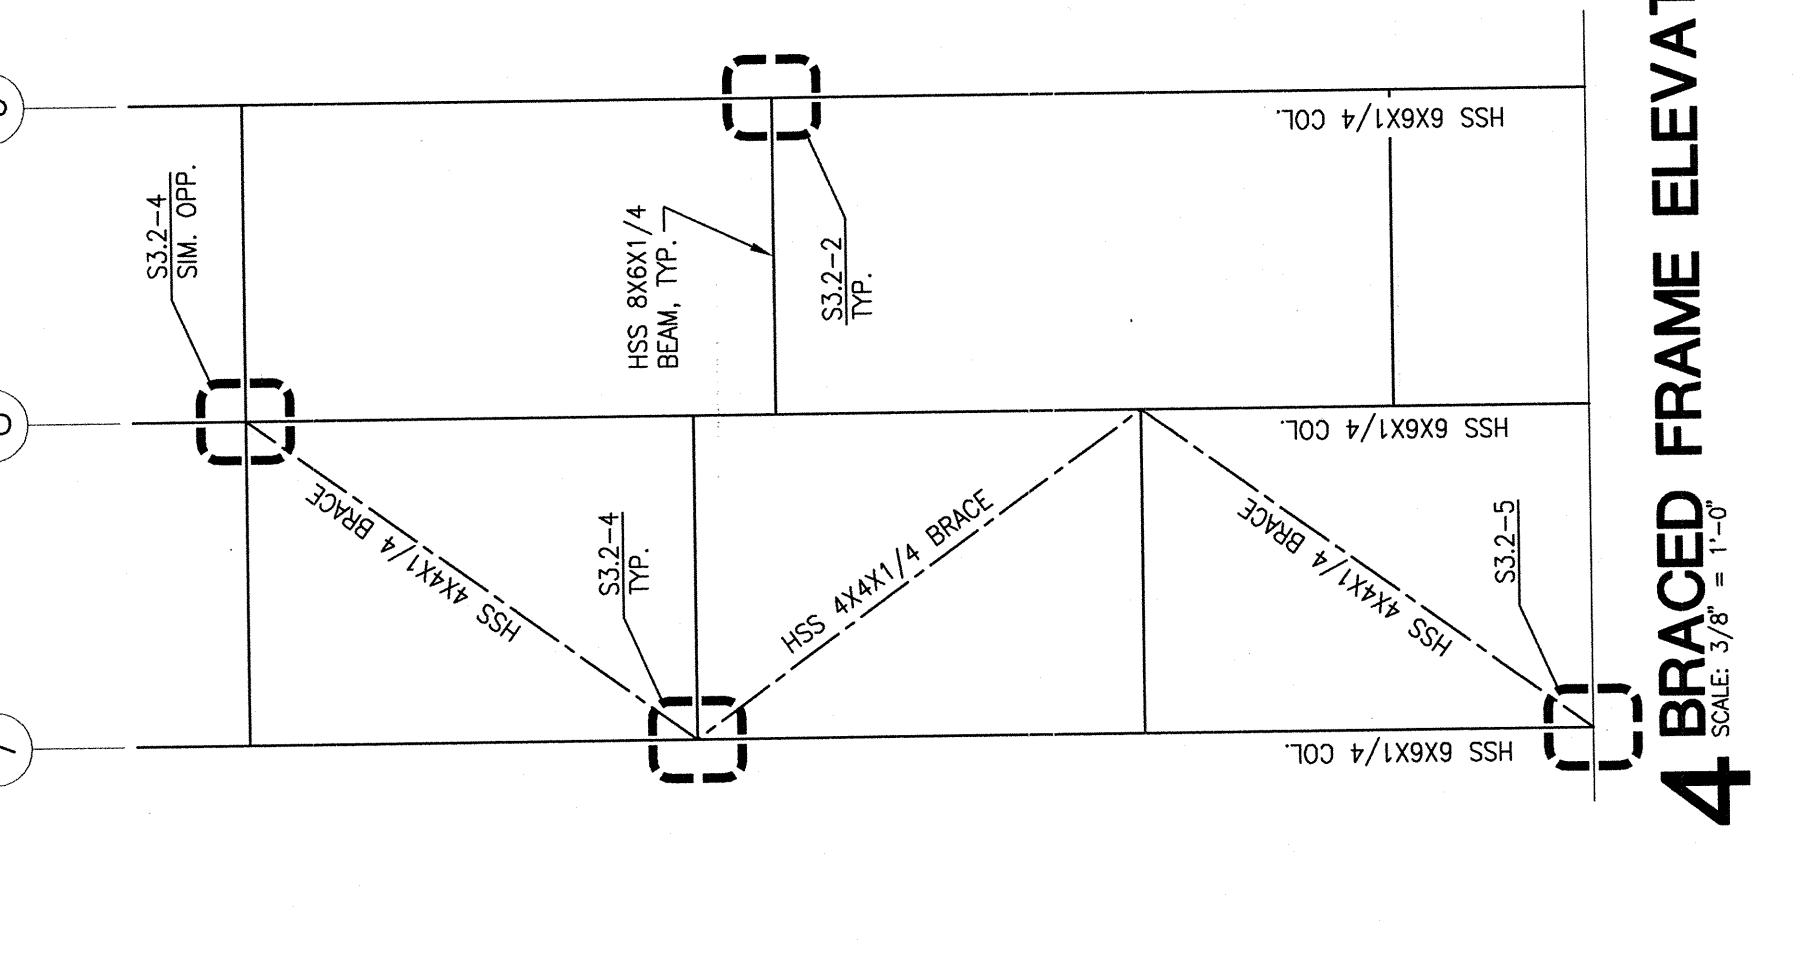 S3.2-4
SIM. OPP.
HSS 4X4X1/4 BRACE
HSS 8X6X1/4
BEAM, TYP.
S3.2-2
TYP.
S3.2-4
TYP.
HSS 4X4X1/4 BRACE
HSS 4X4X1/4 BRACE
HSS 6X6X1/4 COL.
HSS 6X6X1/4 COL.
HSS 6X6X1/4 COL.
S3.2-5
4 BRACED FRAME
SCALE: 3/8" = 1'-0"